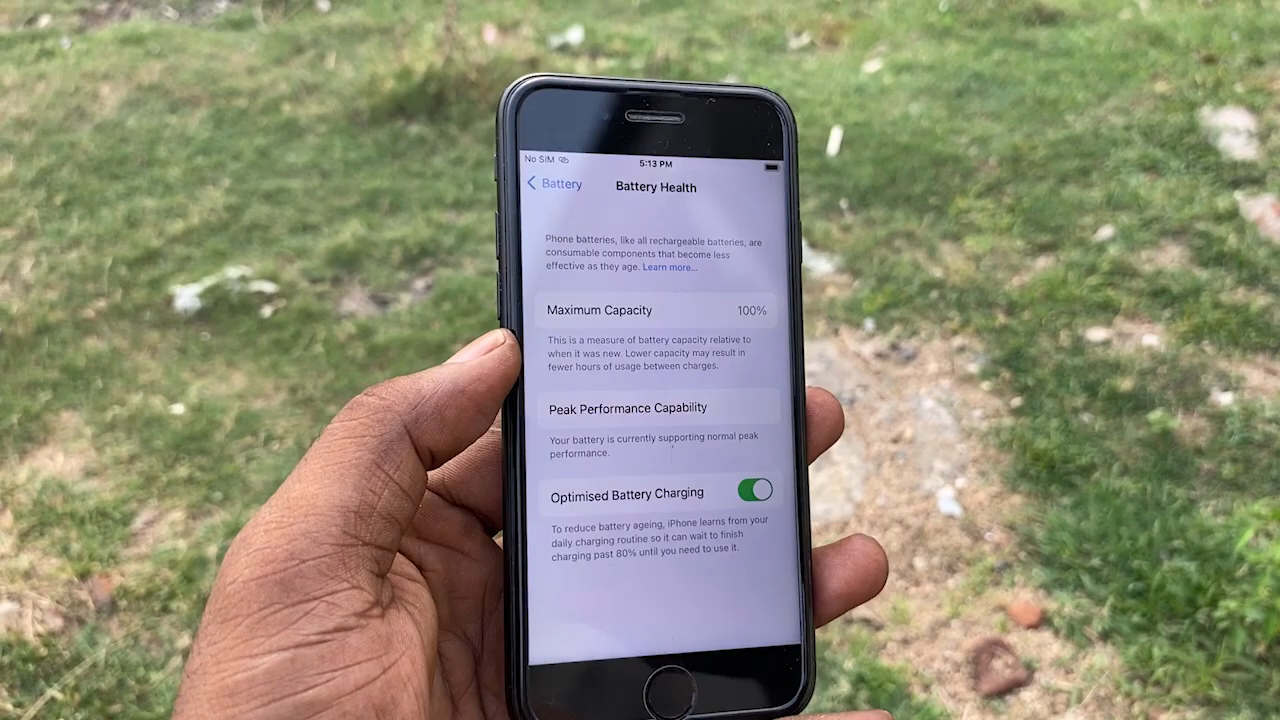 No SIM
5:13 PM
Battery
Battery Health
Phone batteries, like all rechargeable batteries, are
consumable components that become less
effective as they age. Learn more...
Maximum Capacity 100%
This is a measure of battery capacity relative to
when it was new. Lower capacity may result in
fewer hours of usage between charges.
Peak Performance Capability
Your battery is currently supporting normal peak
performance.
Optimised Battery Charging
To reduce battery ageing, iPhone learns from your
daily charging routine so it can wait to finish
charging past 80% until you need to use it.